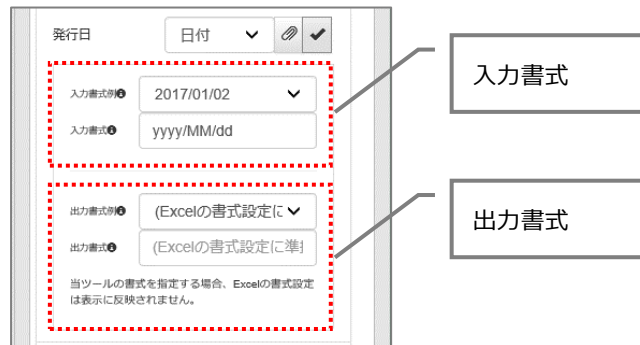 発行日 日付
入力書式例 2017/01/02
入力書式 yyyy/MM/dd
入力書式
出力書式例 (Excelの書式設定に
出力書式 (Excelの書式設定に準
出力書式
当ツールの書式を指定する場合、Excelの書式設定
は表示に反映されません。